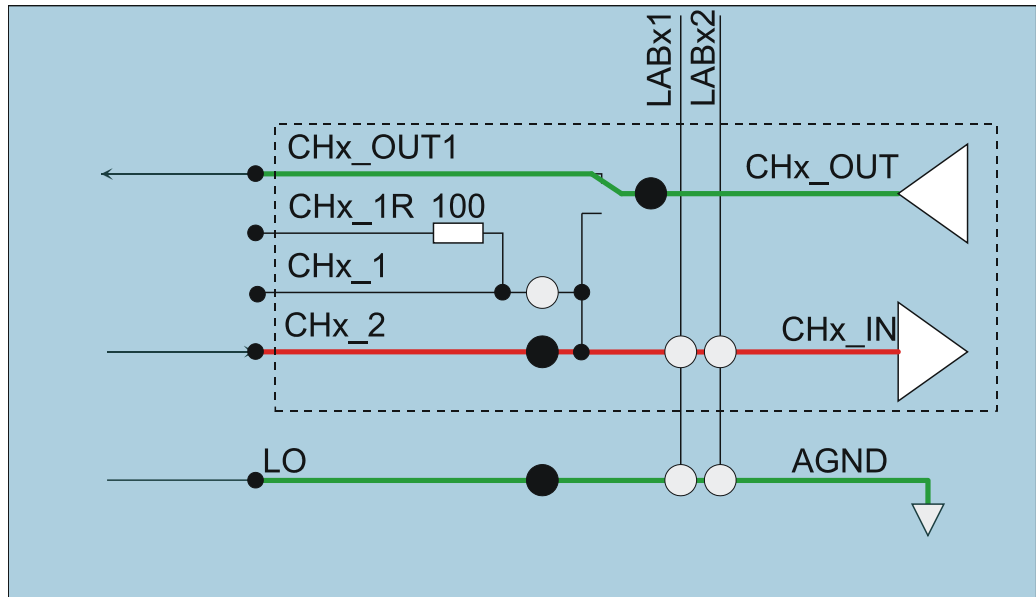 LABx1
LABx2
CHx_OUT1
CHx_OUT
CHx_1R 100
CHx_1
CHx_2
CHx_IN
LO
AGND